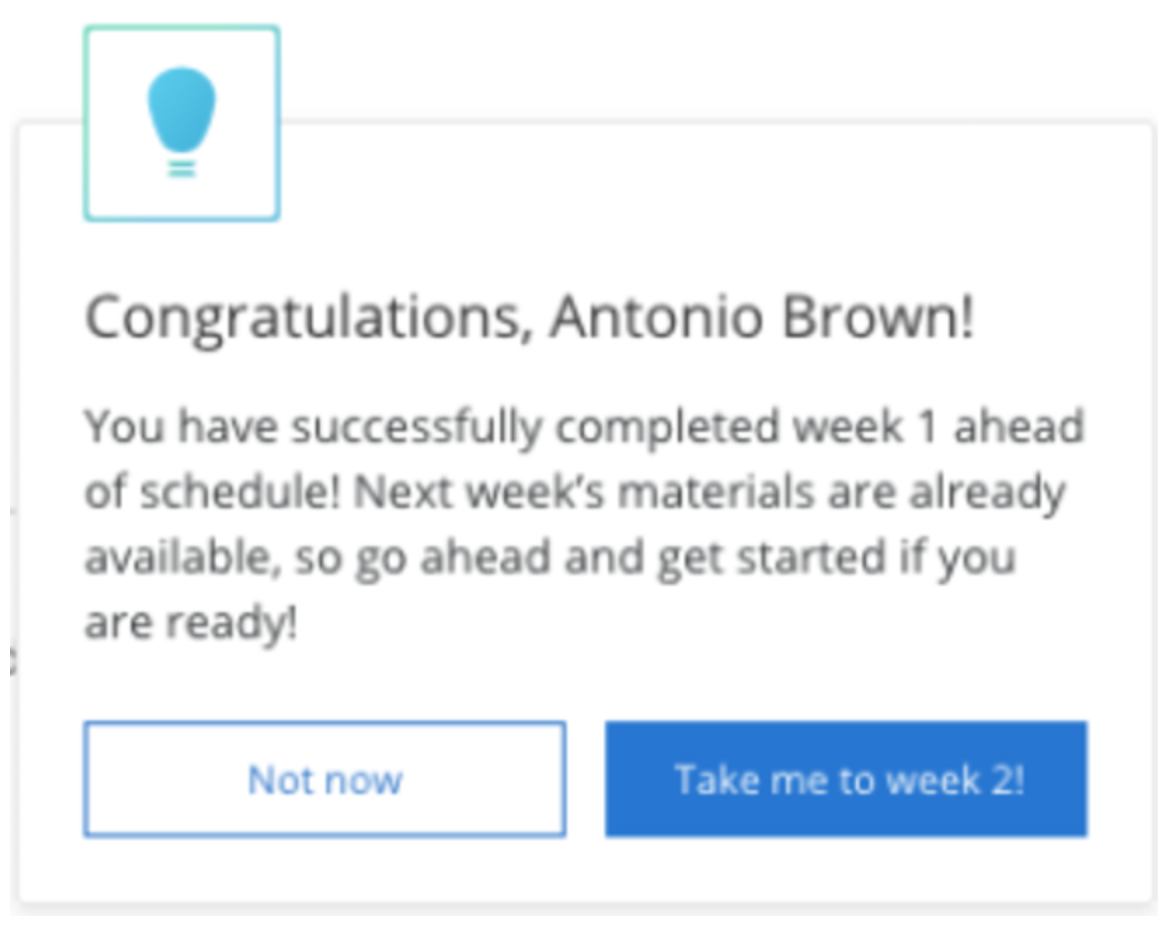 Congratulations, Antonio Brown!
You have successfully completed week 1 ahead
of schedule! Next week’s materials are already
available, so go ahead and get started if you
are ready!
Not now
Take me to week 2!